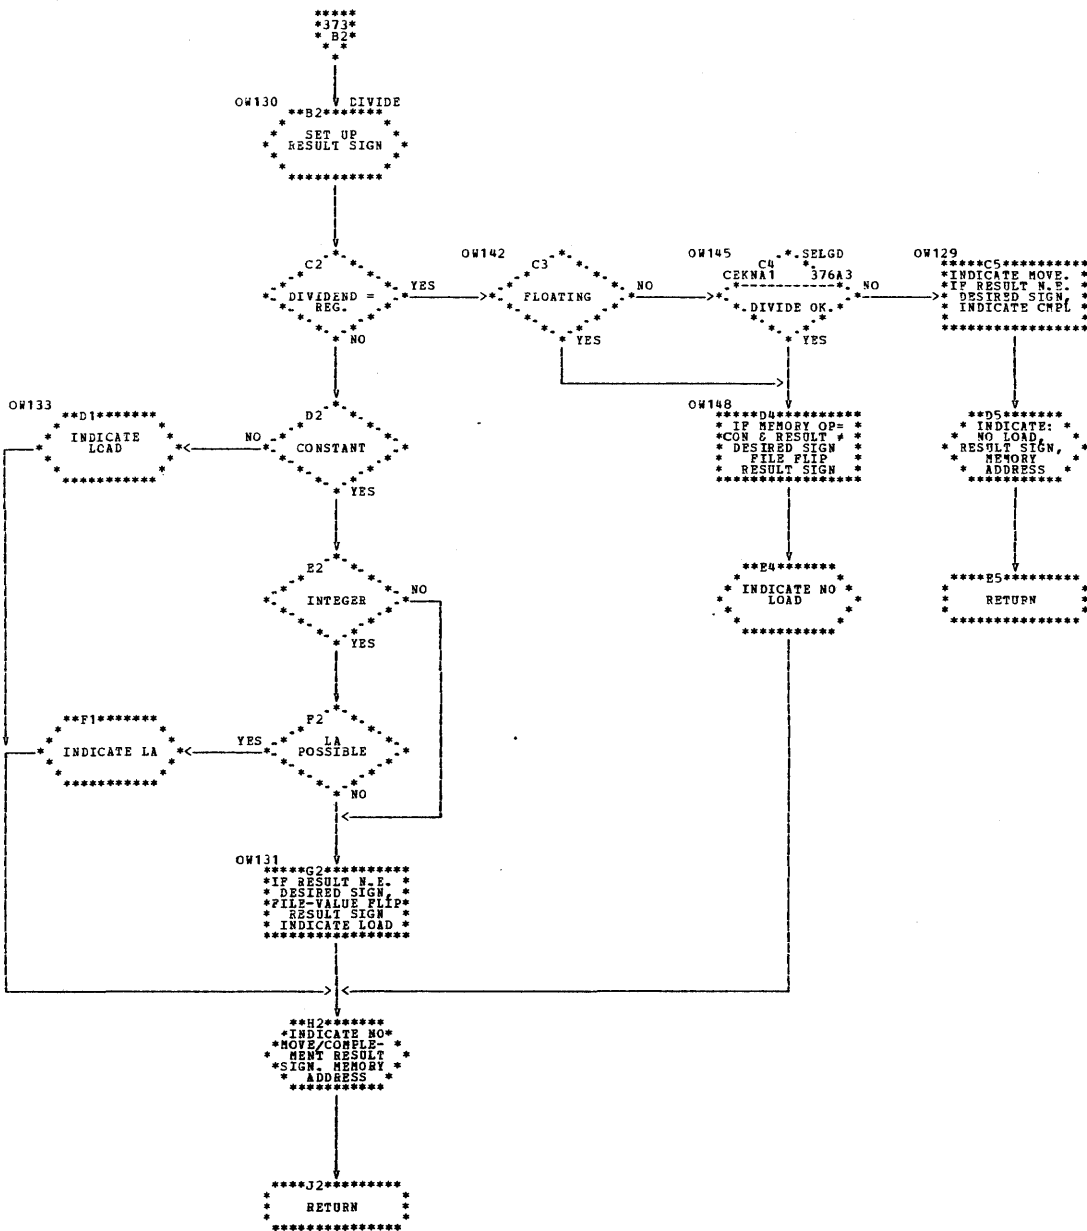 373
B2
OW130 DIVIDE
B2
SET UP
RESULT SIGN
C2
DIVIDEND =
REG.
YES
NO
OW142
C3
FLOATING
NO
YES
OW145 SELGD
C4
CEKNA1 376A3
DIVIDE OK.
NO
YES
OW129
C5
INDICATE MOVE.
IF RESULT N.E.
DESIRED SIGN,
INDICATE CMPL
OW133
D1
INDICATE
LOAD
D2
CONSTANT
NO
YES
OW148
D4
IF MEMORY OP=
CON & RESULT ≠
DESIRED SIGN
FILE FLIP
RESULT SIGN
D5
INDICATE:
NO LOAD,
RESULT SIGN,
MEMORY
ADDRESS
E2
INTEGER
NO
YES
E4
INDICATE NO
LOAD
E5
RETURN
F1
INDICATE LA
F2
LA
POSSIBLE
YES
NO
OW131
G2
IF RESULT N.E.
DESIRED SIGN,
FILE-VALUE FLIP
RESULT SIGN
INDICATE LOAD
H2
INDICATE NO
MOVE/COMPLE-
MENT RESULT
SIGN. MEMORY
ADDRESS
J2
RETURN